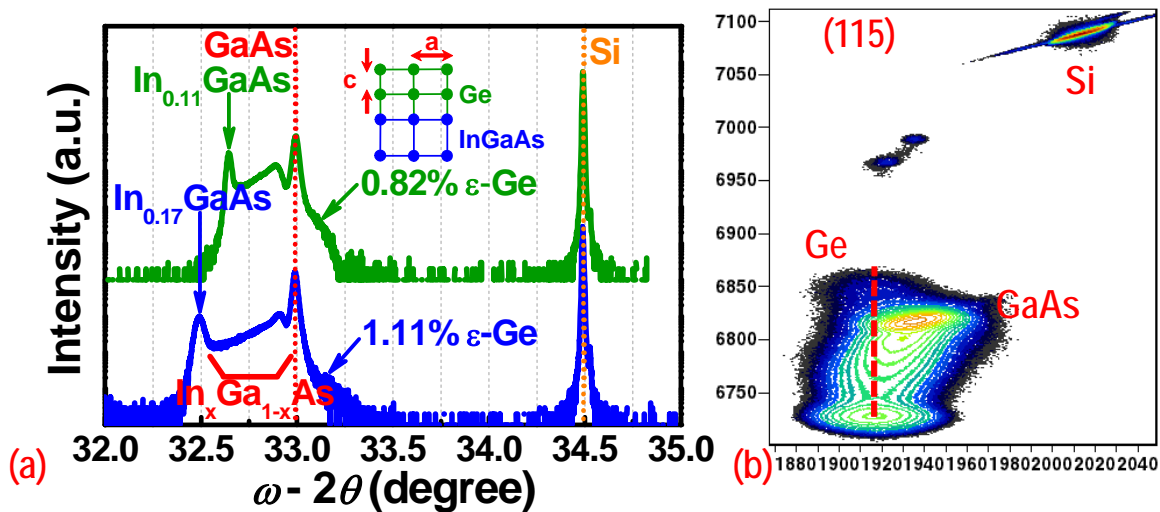 GaAs
Si
In0.11GaAs
a
c
Ge
InGaAs
0.82% ε-Ge
In0.17GaAs
1.11% ε-Ge
InxGa1-xAs
Intensity (a.u.)
32.0 32.5 33.0 33.5 34.0 34.5 35.0
ω - 2θ (degree)
(a)
(115)
Si
Ge
GaAs
7100
7050
7000
6950
6900
6850
6800
6750
1880 1900 1920 1940 1960 1980 2000 2020 2040
(b)